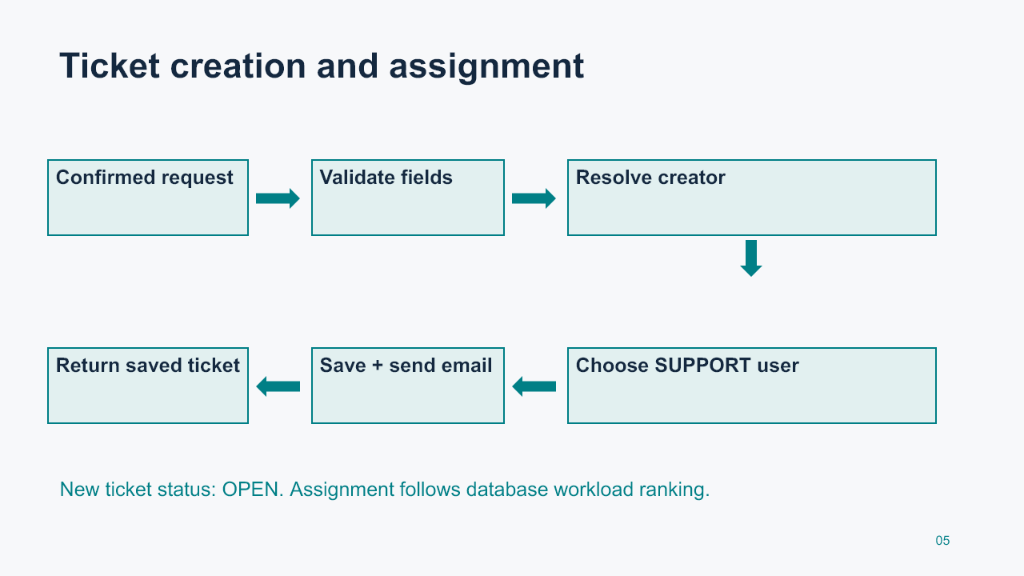 Ticket creation and assignment
Confirmed request
Validate fields
Resolve creator
Return saved ticket
Save + send email
Choose SUPPORT user
New ticket status: OPEN. Assignment follows database workload ranking.
05